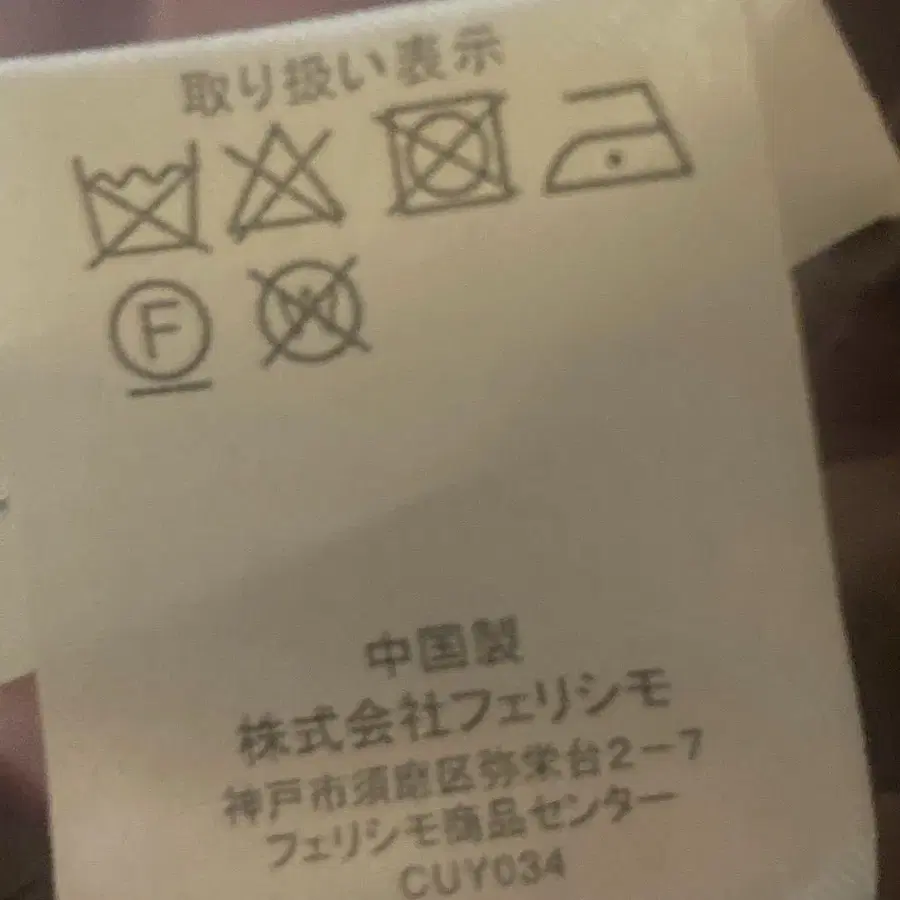 取り扱い表示
F
W
中国製
株式会社フェリシモ
神戸市須磨区弥栄台2-7
フェリシモ商品センター
CUY034